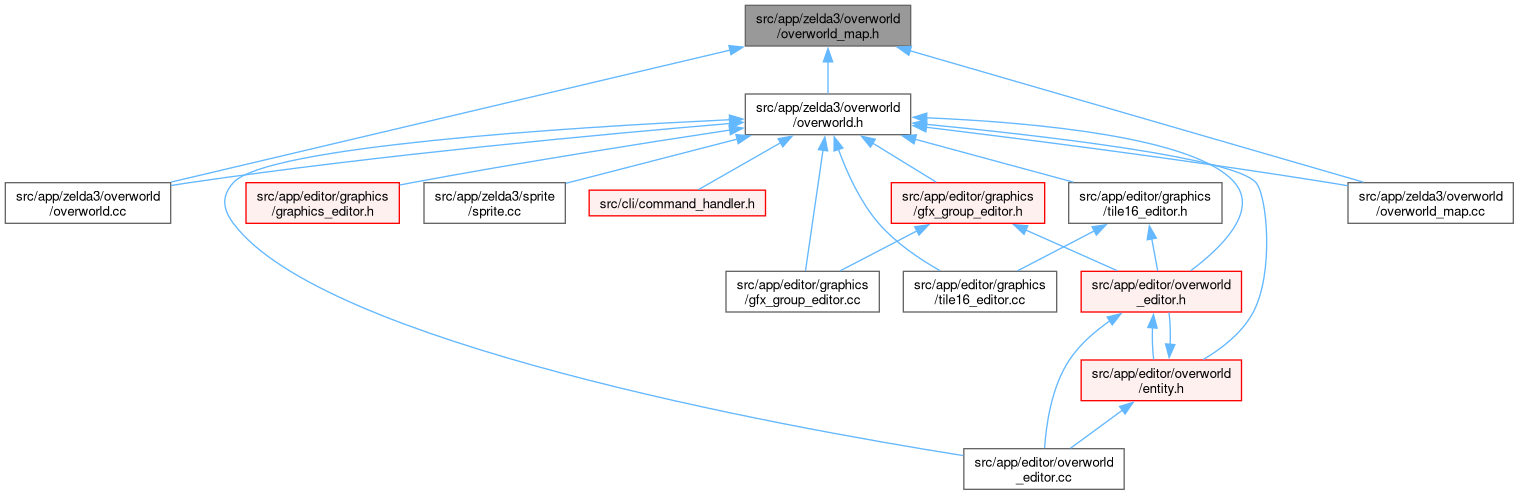 src/app/zelda3/overworld
/overworld_map.h
src/app/zelda3/overworld
/overworld.h
src/app/zelda3/overworld
/overworld.cc
src/app/editor/graphics
/graphics_editor.h
src/app/zelda3/sprite
/sprite.cc
src/cli/command_handler.h
src/app/editor/graphics
/gfx_group_editor.h
src/app/editor/graphics
/tile16_editor.h
src/app/zelda3/overworld
/overworld_map.cc
src/app/editor/graphics
/gfx_group_editor.cc
src/app/editor/graphics
/tile16_editor.cc
src/app/editor/overworld
_editor.h
src/app/editor/overworld
/entity.h
src/app/editor/overworld
_editor.cc